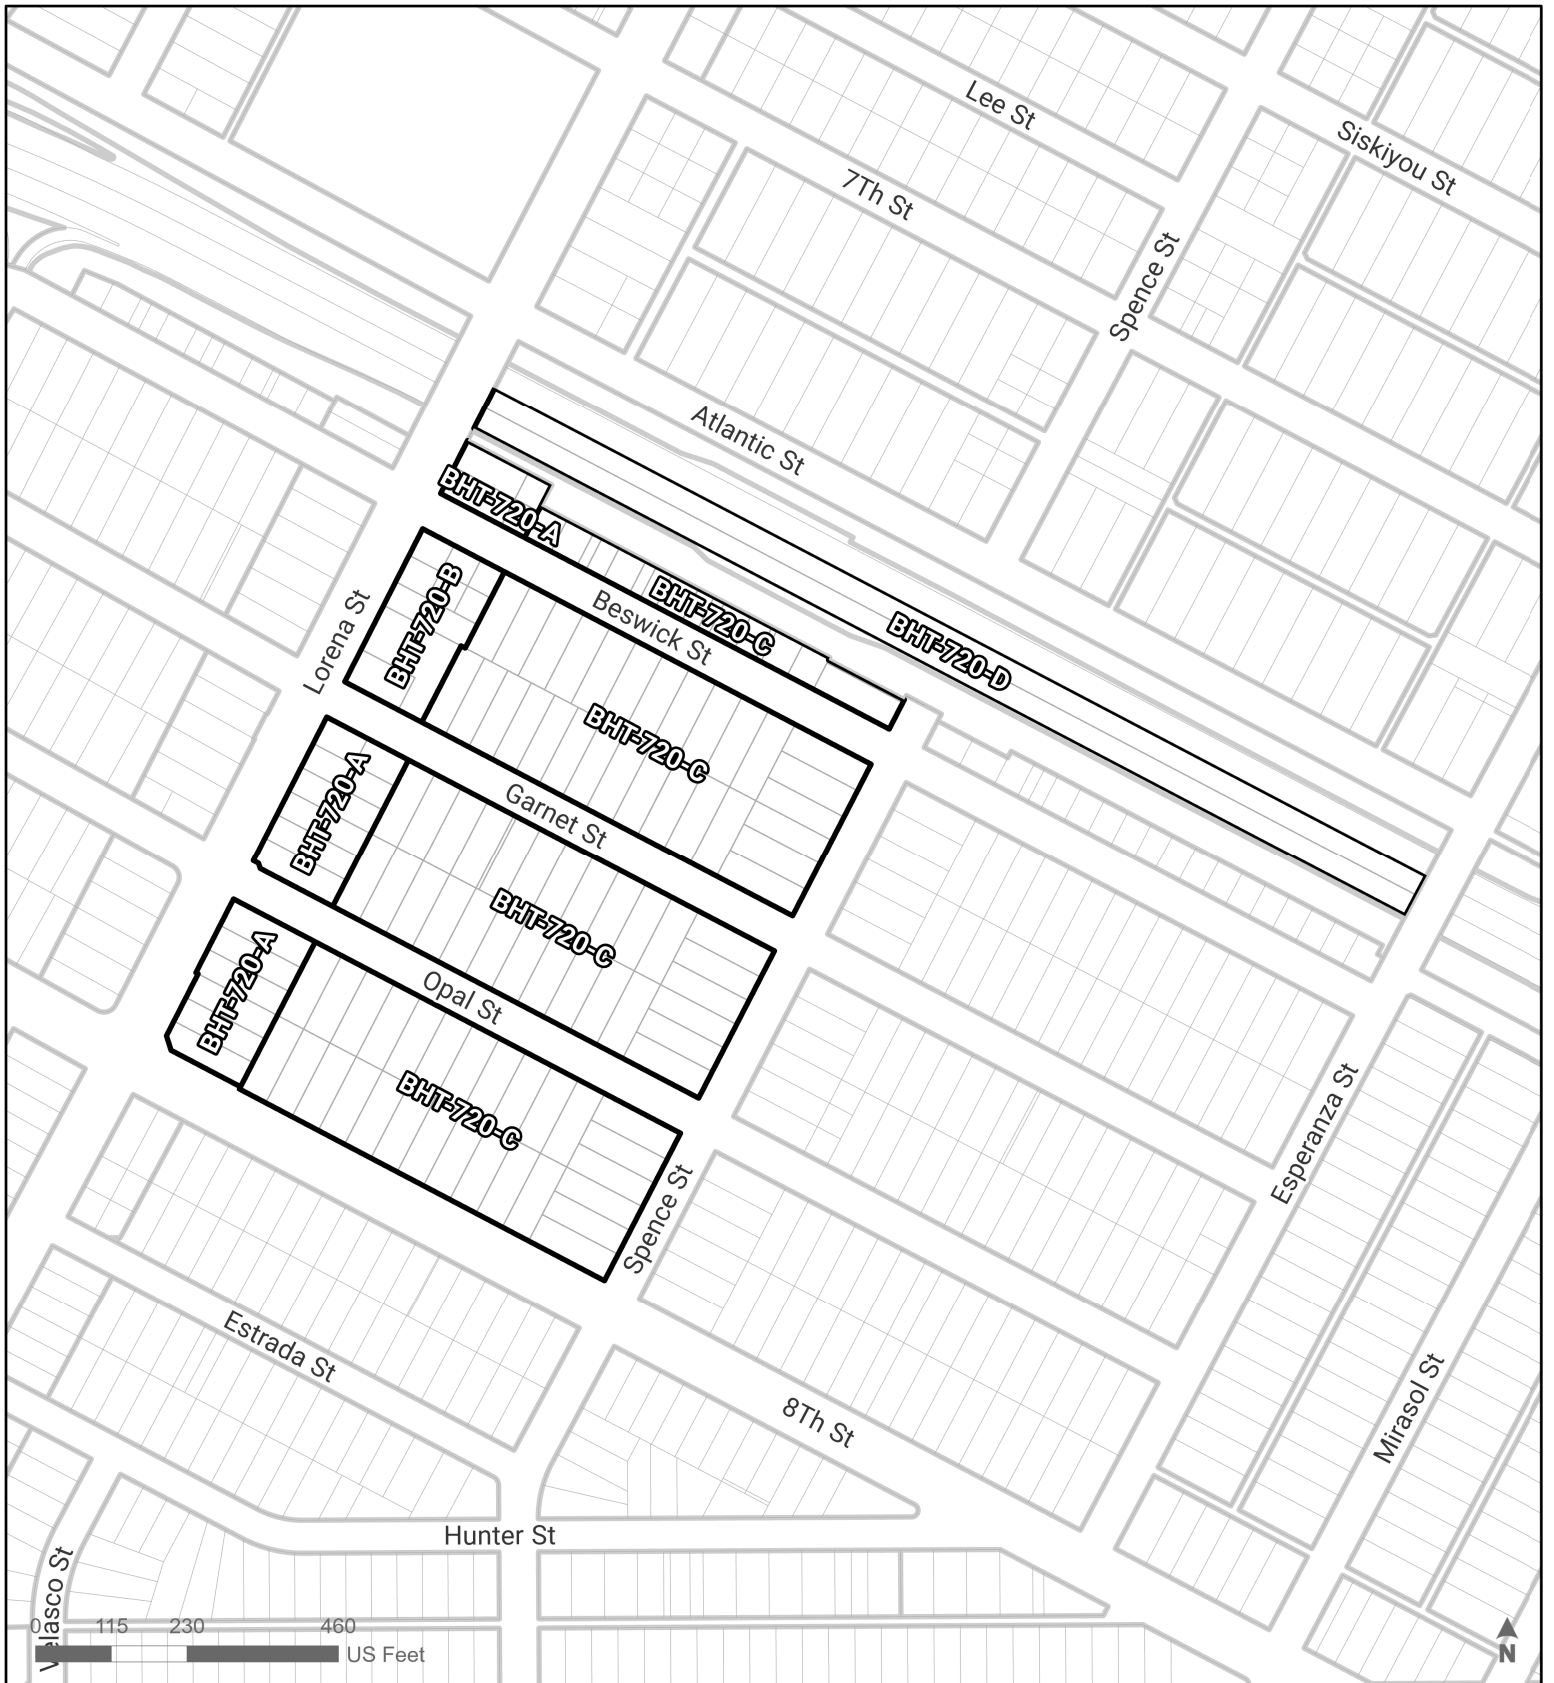 Lee St
Siskiyou St
7Th St
Spence St
Atlantic St
BHT-720-A
BHT-720-B
BHT-720-C
Beswick St
BHT-720-D
Lorena St
BHT-720-C
BHT-720-A
Garnet St
BHT-720-C
BHT-720-A
Opal St
BHT-720-C
Spence St
Esperanza St
Estrada St
8Th St
Mirasol St
Hunter St
Velasco St
0 115 230 460
US Feet
N